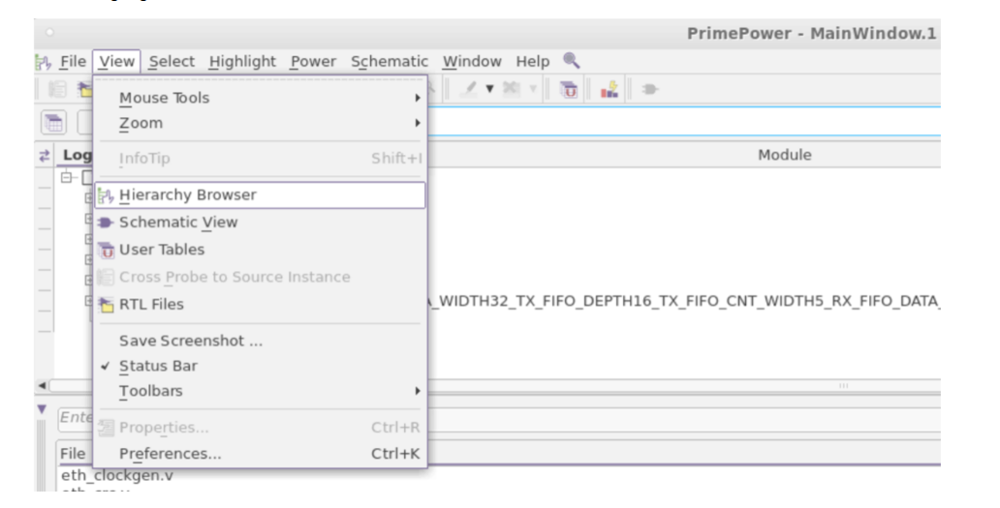 PrimePower - MainWindow.1
File View Select Highlight Power Schematic Window Help
Mouse Tools
Zoom
Log
Module
InfoTip Shift+I
Hierarchy Browser
Schematic View
User Tables
Cross Probe to Source Instance
RTL Files
_WIDTH32_TX_FIFO_DEPTH16_TX_FIFO_CNT_WIDTH5_RX_FIFO_DATA_
Save Screenshot ...
Status Bar
Toolbars
Ente
Properties... Ctrl+R
File
Preferences... Ctrl+K
eth_clockgen.v